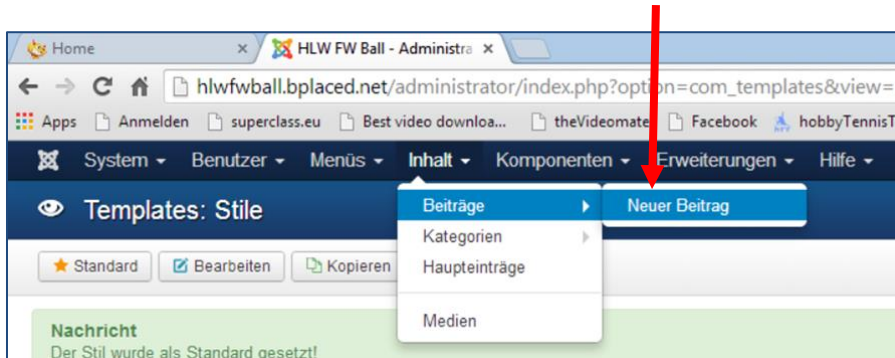 Home
HLW FW Ball - Administra
hlwfwball.bplaced.net/administrator/index.php?option=com_templates&view=
Apps Anmelden superclass.eu Best video downloa... theVideomate Facebook hobbyTennisT
System Benutzer Menüs Inhalt Komponenten Erweiterungen Hilfe
Templates: Stile
Beiträge Neuer Beitrag
Kategorien
Haupteinträge
Medien
Standard Bearbeiten Kopieren
Nachricht
Der Stil wurde als Standard gesetzt!